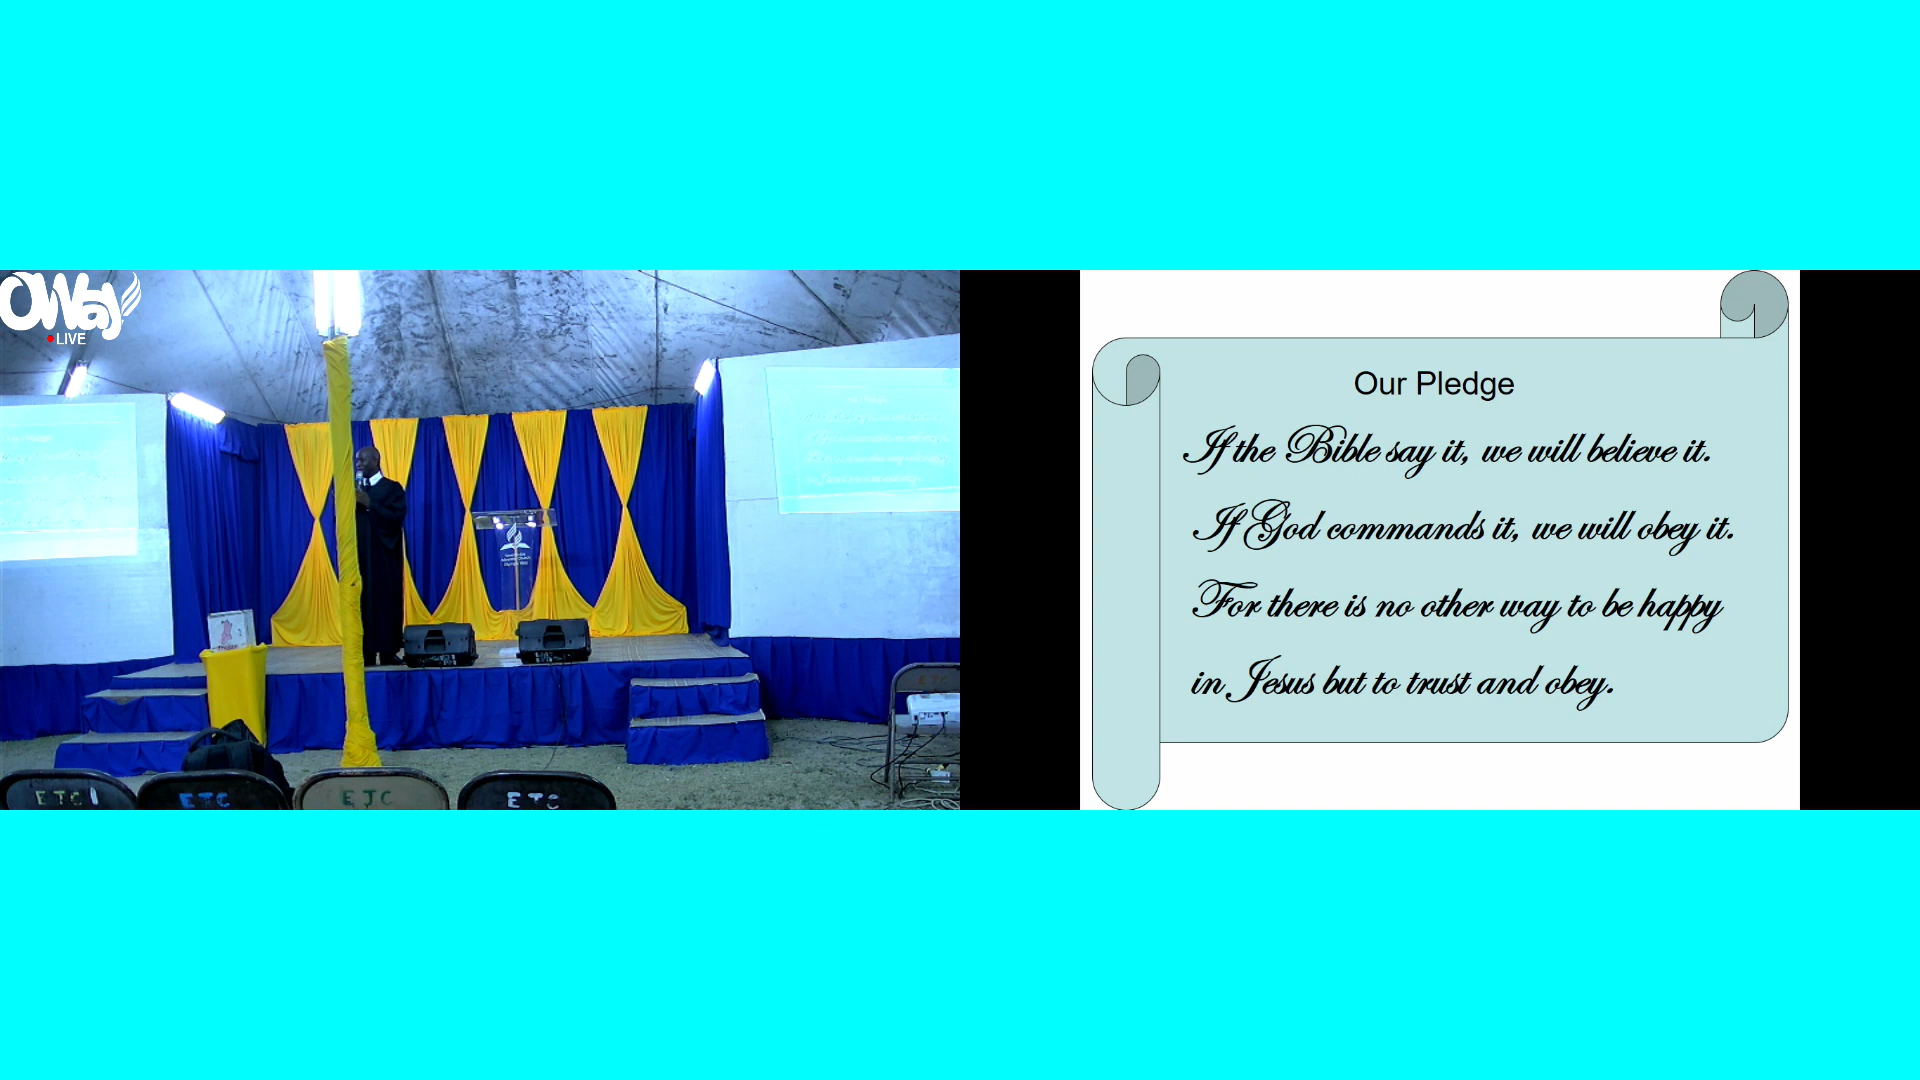 OWay
LIVE
ETC
ETC
EJC
ETC
Our Pledge
If the Bible say it, we will believe it.
If God commands it, we will obey it.
For there is no other way to be happy
in Jesus but to trust and obey.